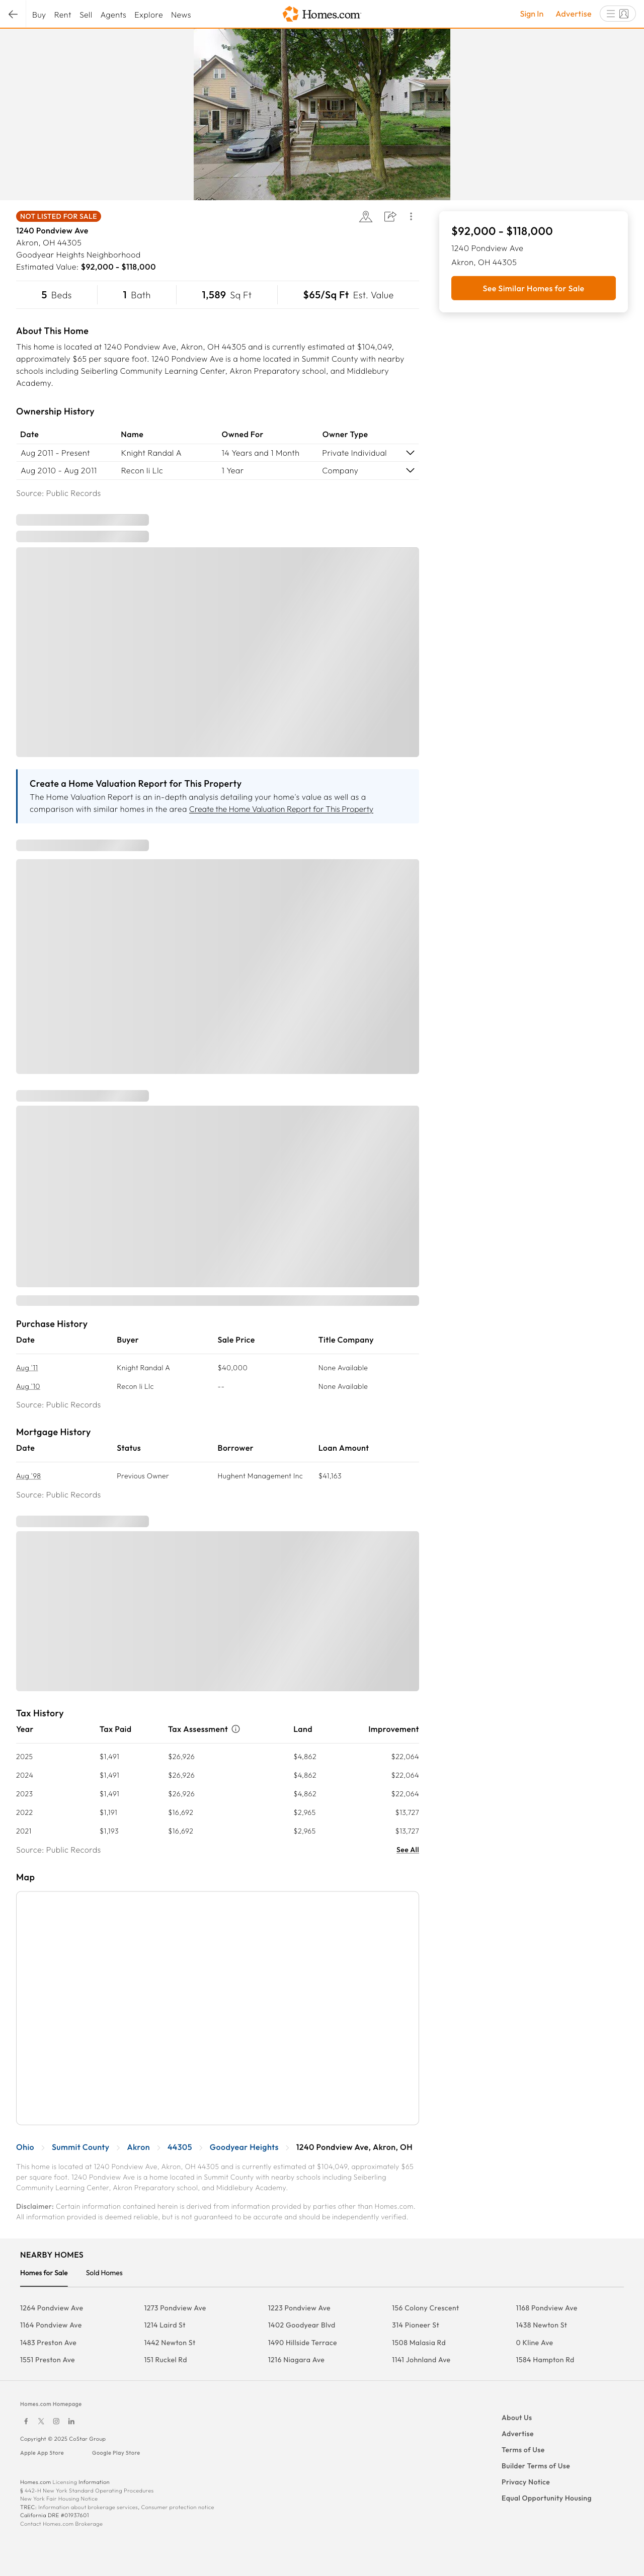 Buy Rent Sell Agents Explore News
Homes.com
Sign In Advertise
NOT LISTED FOR SALE
1240 Pondview Ave
Akron, OH 44305
Goodyear Heights Neighborhood
Estimated Value: $92,000 - $118,000
5 Beds 1 Bath 1,589 Sq Ft $65/Sq Ft Est. Value
$92,000 - $118,000
1240 Pondview Ave
Akron, OH 44305
See Similar Homes for Sale
About This Home
This home is located at 1240 Pondview Ave, Akron, OH 44305 and is currently estimated at $104,049,
approximately $65 per square foot. 1240 Pondview Ave is a home located in Summit County with nearby
schools including Seiberling Community Learning Center, Akron Preparatory school, and Middlebury
Academy.
Ownership History
Date Name Owned For Owner Type
Aug 2011 - Present Knight Randal A 14 Years and 1 Month Private Individual
Aug 2010 - Aug 2011 Recon Ii Llc 1 Year Company
Source: Public Records
Create a Home Valuation Report for This Property
The Home Valuation Report is an in-depth analysis detailing your home's value as well as a
comparison with similar homes in the area Create the Home Valuation Report for This Property
Purchase History
Date Buyer Sale Price Title Company
Aug '11 Knight Randal A $40,000 None Available
Aug '10 Recon Ii Llc -- None Available
Source: Public Records
Mortgage History
Date Status Borrower Loan Amount
Aug '98 Previous Owner Hughent Management Inc $41,163
Source: Public Records
Tax History
Year Tax Paid Tax Assessment Land Improvement
2025 $1,491 $26,926 $4,862 $22,064
2024 $1,491 $26,926 $4,862 $22,064
2023 $1,491 $26,926 $4,862 $22,064
2022 $1,191 $16,692 $2,965 $13,727
2021 $1,193 $16,692 $2,965 $13,727
Source: Public Records See All
Map
Ohio Summit County Akron 44305 Goodyear Heights 1240 Pondview Ave, Akron, OH
This home is located at 1240 Pondview Ave, Akron, OH 44305 and is currently estimated at $104,049, approximately $65
per square foot. 1240 Pondview Ave is a home located in Summit County with nearby schools including Seiberling
Community Learning Center, Akron Preparatory school, and Middlebury Academy.
Disclaimer: Certain information contained herein is derived from information provided by parties other than Homes.com.
All information provided is deemed reliable, but is not guaranteed to be accurate and should be independently verified.
NEARBY HOMES
Homes for Sale Sold Homes
1264 Pondview Ave 1273 Pondview Ave 1223 Pondview Ave 156 Colony Crescent 1168 Pondview Ave
1164 Pondview Ave 1214 Laird St 1402 Goodyear Blvd 314 Pioneer St 1438 Newton St
1483 Preston Ave 1442 Newton St 1490 Hillside Terrace 1508 Malasia Rd 0 Kline Ave
1551 Preston Ave 151 Ruckel Rd 1216 Niagara Ave 1141 Johnland Ave 1584 Hampton Rd
Homes.com Homepage
Copyright © 2025 CoStar Group
Apple App Store Google Play Store
Homes.com Licensing Information
§ 442-H New York Standard Operating Procedures
New York Fair Housing Notice
TREC: Information about brokerage services, Consumer protection notice
California DRE #01937601
Contact Homes.com Brokerage
About Us
Advertise
Terms of Use
Builder Terms of Use
Privacy Notice
Equal Opportunity Housing